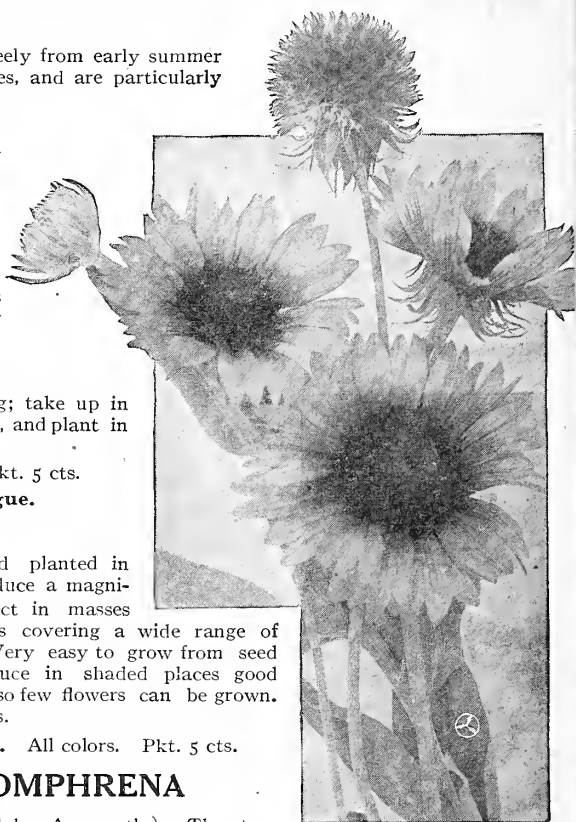 eely from early summer
es, and are particularly
g; take up in
, and plant in
kt. 5 cts.
gue.
d planted in
duce a magni-
ct in masses
s covering a wide range of
Very easy to grow from seed
uce in shaded places good
so few flowers can be grown.
s.
. All colors. Pkt. 5 cts.
OMPHRENA